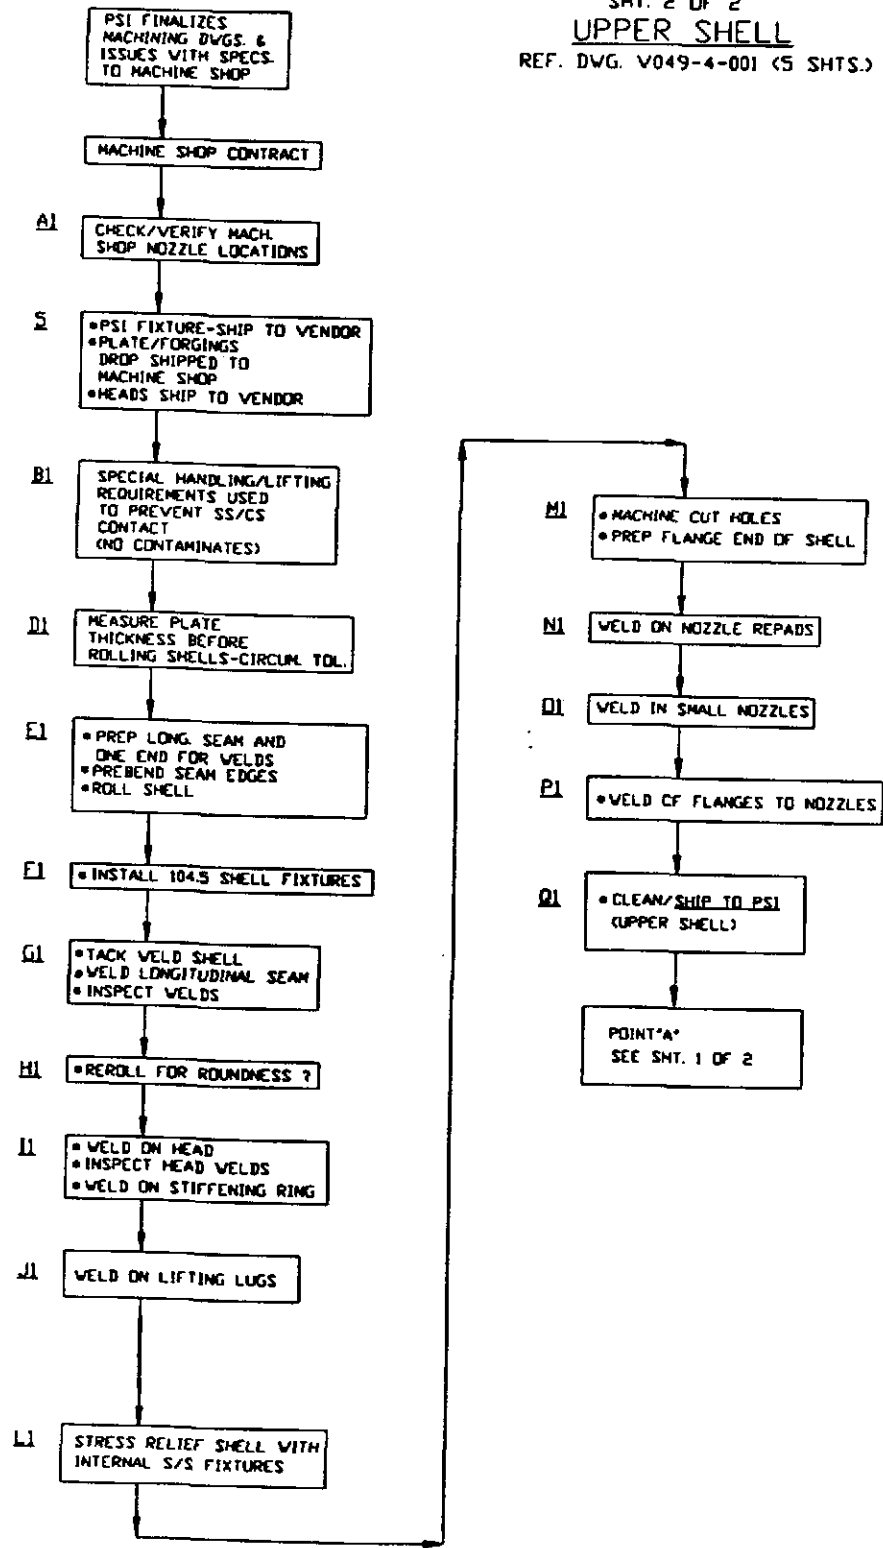 SHT. 2 OF 2
UPPER SHELL
REF. DWG. V049-4-001 (5 SHTS.)
PSI FINALIZES
MACHINING DWGS. &
ISSUES WITH SPECS.
TO MACHINE SHOP
MACHINE SHOP CONTRACT
A1
CHECK/VERIFY MACH.
SHOP NOZZLE LOCATIONS
S
•PSI FIXTURE-SHIP TO VENDOR
•PLATE/FORGINGS
DROP SHIPPED TO
MACHINE SHOP
•HEADS SHIP TO VENDOR
B1
SPECIAL HANDLING/LIFTING
REQUIREMENTS USED
TO PREVENT SS/CS
CONTACT
(NO CONTAMINATES)
D1
MEASURE PLATE
THICKNESS BEFORE
ROLLING SHELLS-CIRCUM. TOL.
E1
• PREP LONG. SEAM AND
ONE END FOR WELDS
•PREBEND SEAM EDGES
•ROLL SHELL
F1
• INSTALL 104.5 SHELL FIXTURES
G1
•TACK WELD SHELL
•WELD LONGITUDINAL SEAM
• INSPECT WELDS
H1
•REROLL FOR ROUNDNESS ?
I1
• WELD ON HEAD
• INSPECT HEAD WELDS
• WELD ON STIFFENING RING
J1
WELD ON LIFTING LUGS
L1
STRESS RELIEF SHELL WITH
INTERNAL S/S FIXTURES
M1
• MACHINE CUT HOLES
• PREP FLANGE END OF SHELL
N1
WELD ON NOZZLE REPADS
O1
WELD IN SMALL NOZZLES
P1
• WELD CF FLANGES TO NOZZLES
Q1
• CLEAN/SHIP TO PSI
(UPPER SHELL)
POINT"A"
SEE SHT. 1 OF 2